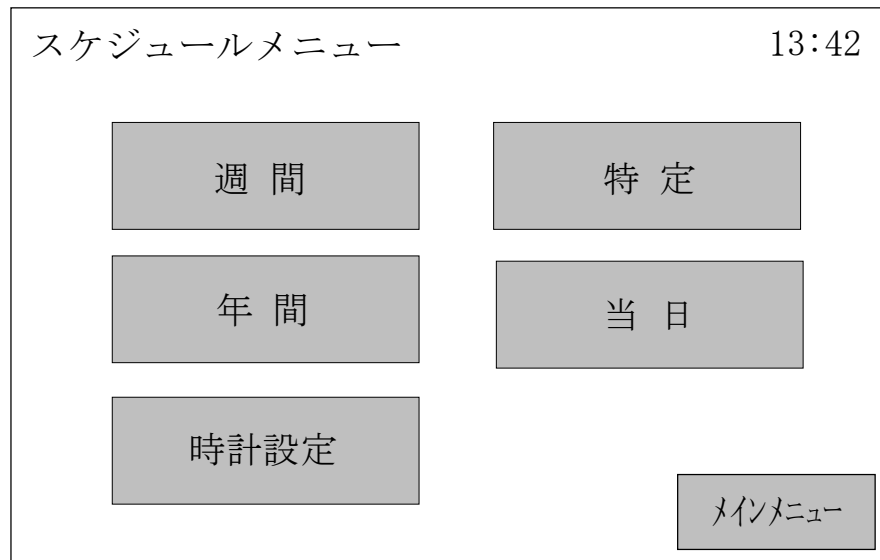 スケジュールメニュー 13:42
週 間 特 定
年 間 当 日
時計設定
メインメニュー